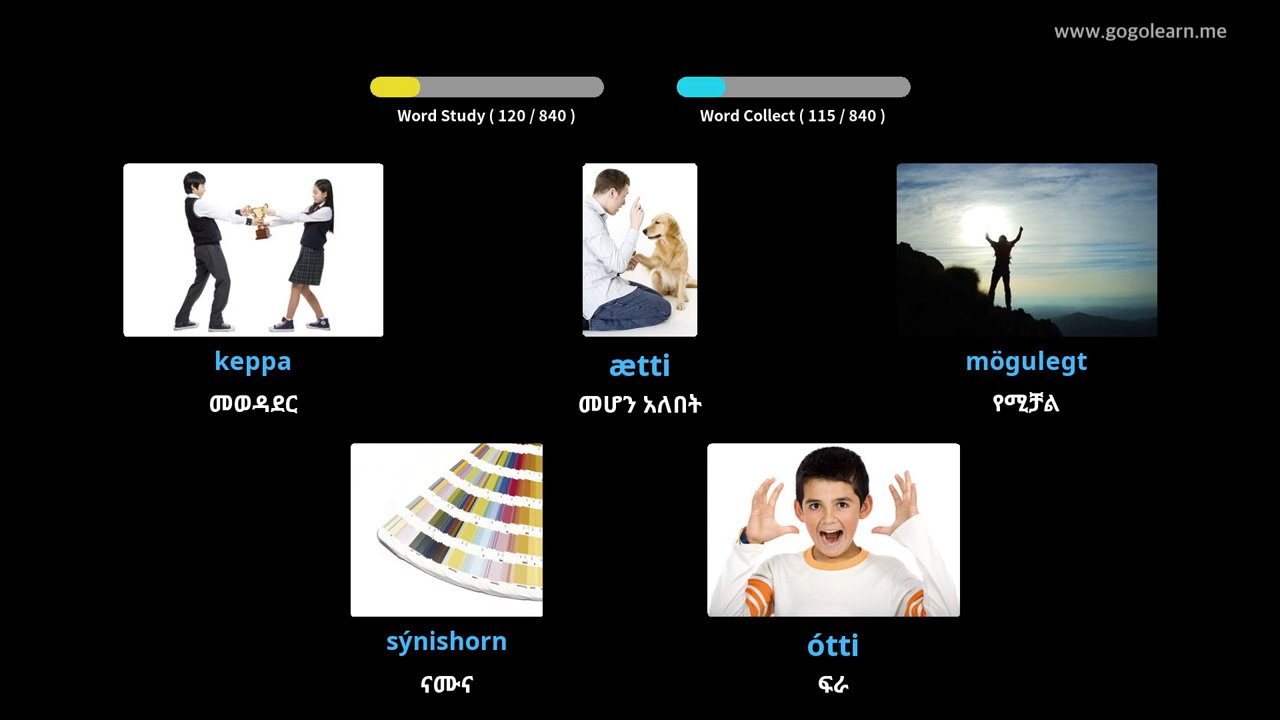 www.gogolearn.me
Word Study ( 120 / 840 )
Word Collect ( 115 / 840 )
keppa
መወዳደር
ætti
መሆን አለበት
mögulegt
የሚቻል
sýnishorn
ናሙና
ótti
ፍራ